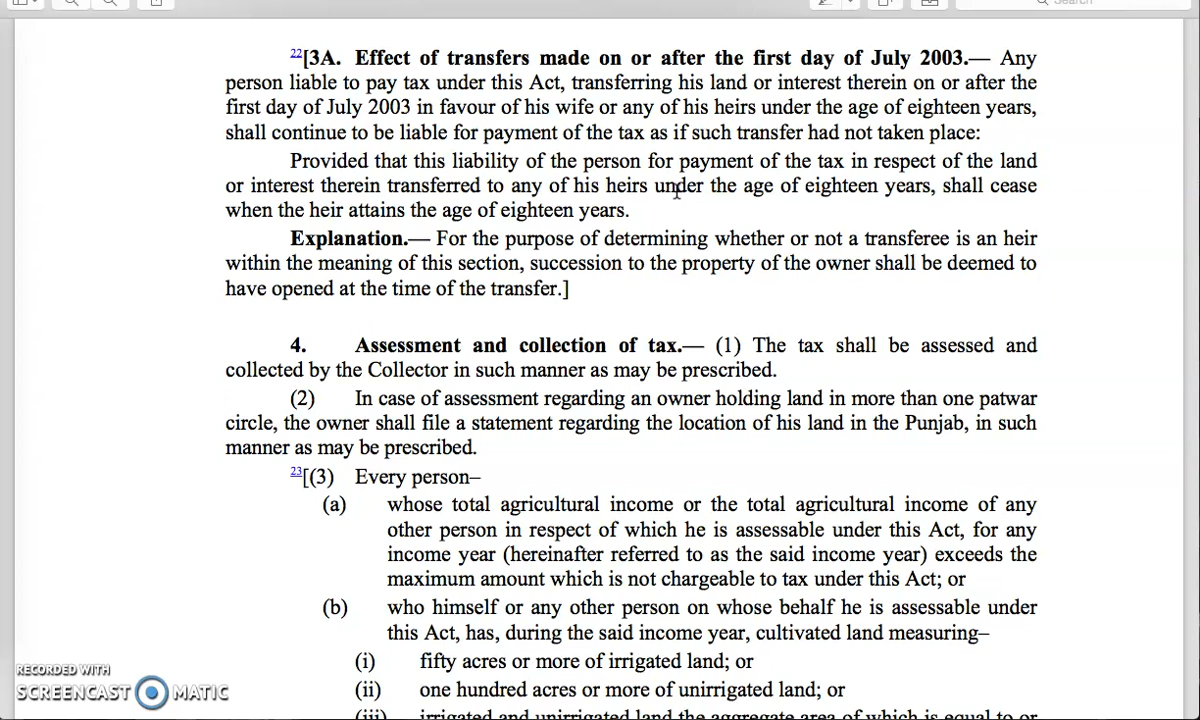 Search
22[3A. Effect of transfers made on or after the first day of July 2003.— Any
person liable to pay tax under this Act, transferring his land or interest therein on or after the
first day of July 2003 in favour of his wife or any of his heirs under the age of eighteen years,
shall continue to be liable for payment of the tax as if such transfer had not taken place:
Provided that this liability of the person for payment of the tax in respect of the land
or interest therein transferred to any of his heirs under the age of eighteen years, shall cease
when the heir attains the age of eighteen years.
Explanation.— For the purpose of determining whether or not a transferee is an heir
within the meaning of this section, succession to the property of the owner shall be deemed to
have opened at the time of the transfer.]
4. Assessment and collection of tax.— (1) The tax shall be assessed and
collected by the Collector in such manner as may be prescribed.
(2) In case of assessment regarding an owner holding land in more than one patwar
circle, the owner shall file a statement regarding the location of his land in the Punjab, in such
manner as may be prescribed.
23[(3) Every person–
(a) whose total agricultural income or the total agricultural income of any
other person in respect of which he is assessable under this Act, for any
income year (hereinafter referred to as the said income year) exceeds the
maximum amount which is not chargeable to tax under this Act; or
(b) who himself or any other person on whose behalf he is assessable under
this Act, has, during the said income year, cultivated land measuring–
(i) fifty acres or more of irrigated land; or
(ii) one hundred acres or more of unirrigated land; or
(iii) irrigated and unirrigated land the aggregate area of which is equal to or
RECORDED WITH
SCREENCAST MATIC